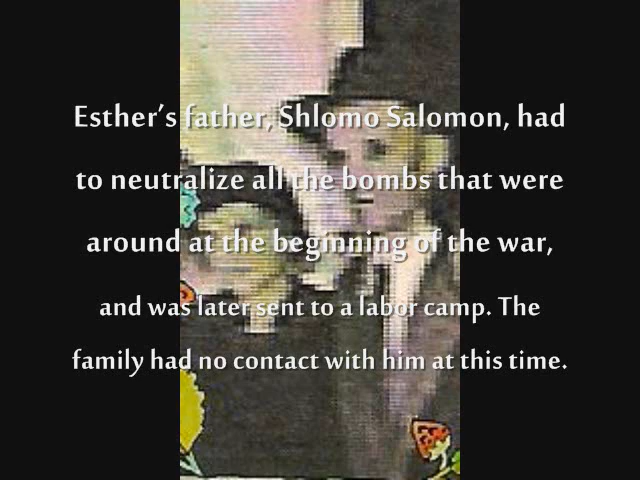 Esther's father, Shlomo Salomon, had
to neutralize all the bombs that were
around at the beginning of the war,
and was later sent to a labor camp. The
family had no contact with him at this time.